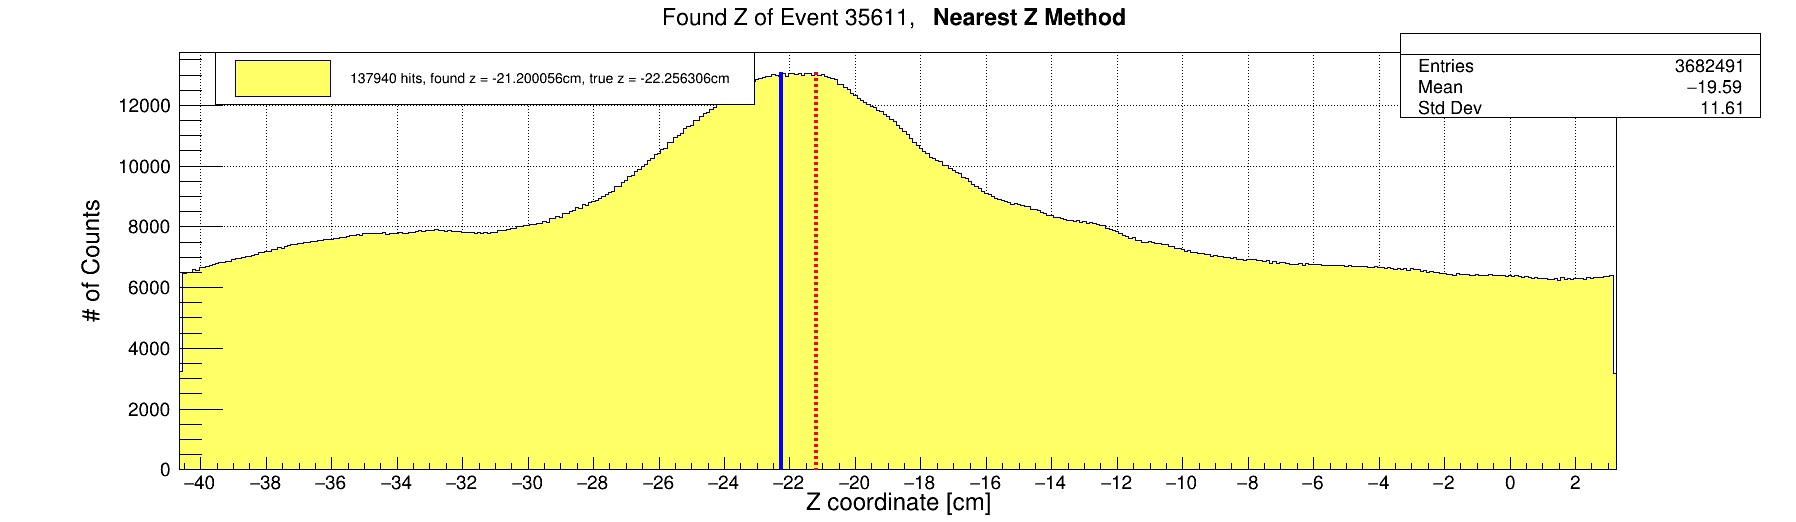 Found Z of Event 35611, Nearest Z Method
137940 hits, found z = -21.200056cm, true z = -22.256306cm
Entries 3682491
Mean −19.59
Std Dev 11.61
# of Counts
12000
10000
8000
6000
4000
2000
0
−40 −38 −36 −34 −32 −30 −28 −26 −24 −22 −20 −18 −16 −14 −12 −10 −8 −6 −4 −2 0 2
Z coordinate [cm]